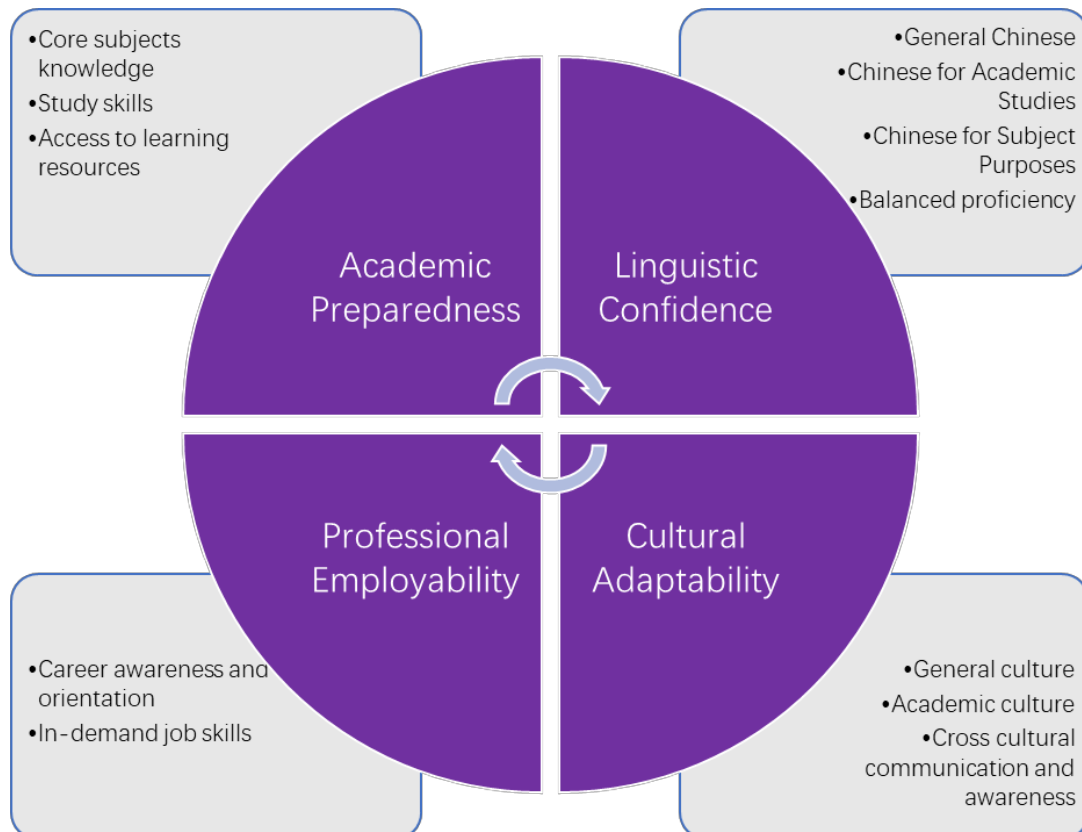 •Core subjects
knowledge
•Study skills
•Access to learning
resources
•General Chinese
•Chinese for Academic
Studies
•Chinese for Subject
Purposes
•Balanced proficiency
Academic
Preparedness
Linguistic
Confidence
Professional
Employability
Cultural
Adaptability
•Career awareness and
orientation
•In-demand job skills
•General culture
•Academic culture
•Cross cultural
communication and
awareness